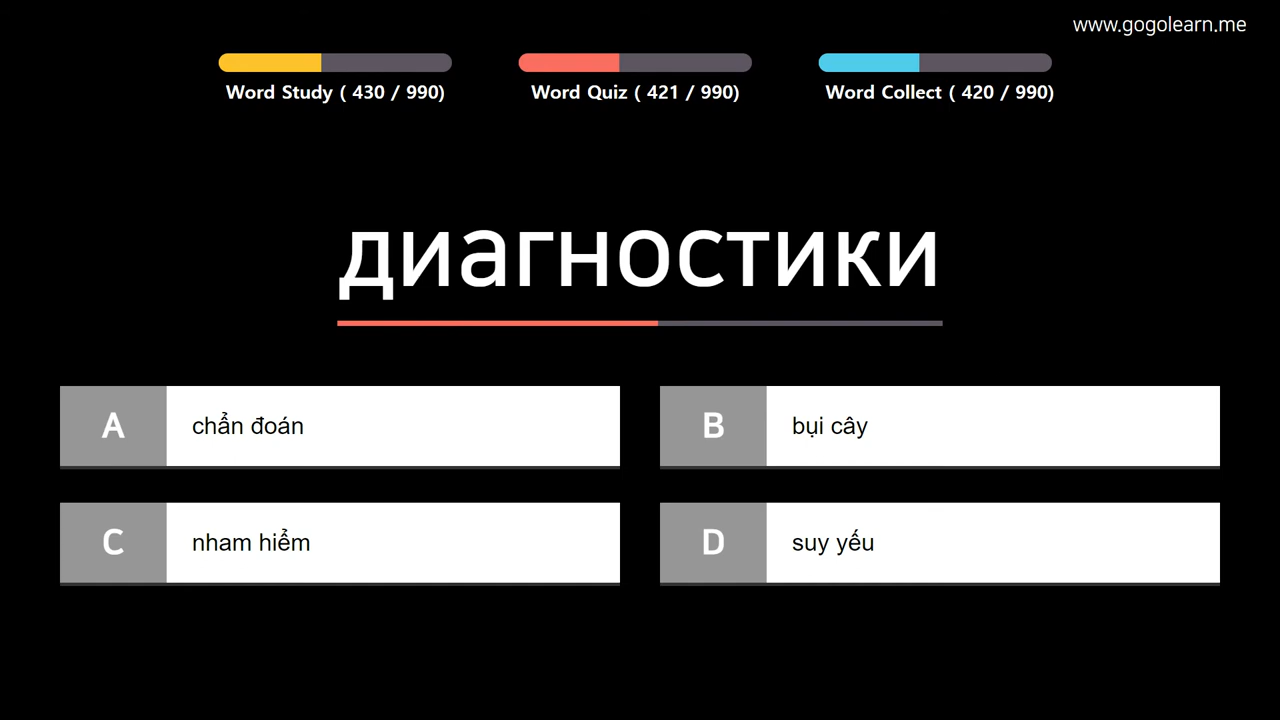 www.gogolearn.me
Word Study ( 430 / 990)
Word Quiz ( 421 / 990)
Word Collect ( 420 / 990)
диагностики
A chẩn đoán
B bụi cây
C nham hiểm
D suy yếu